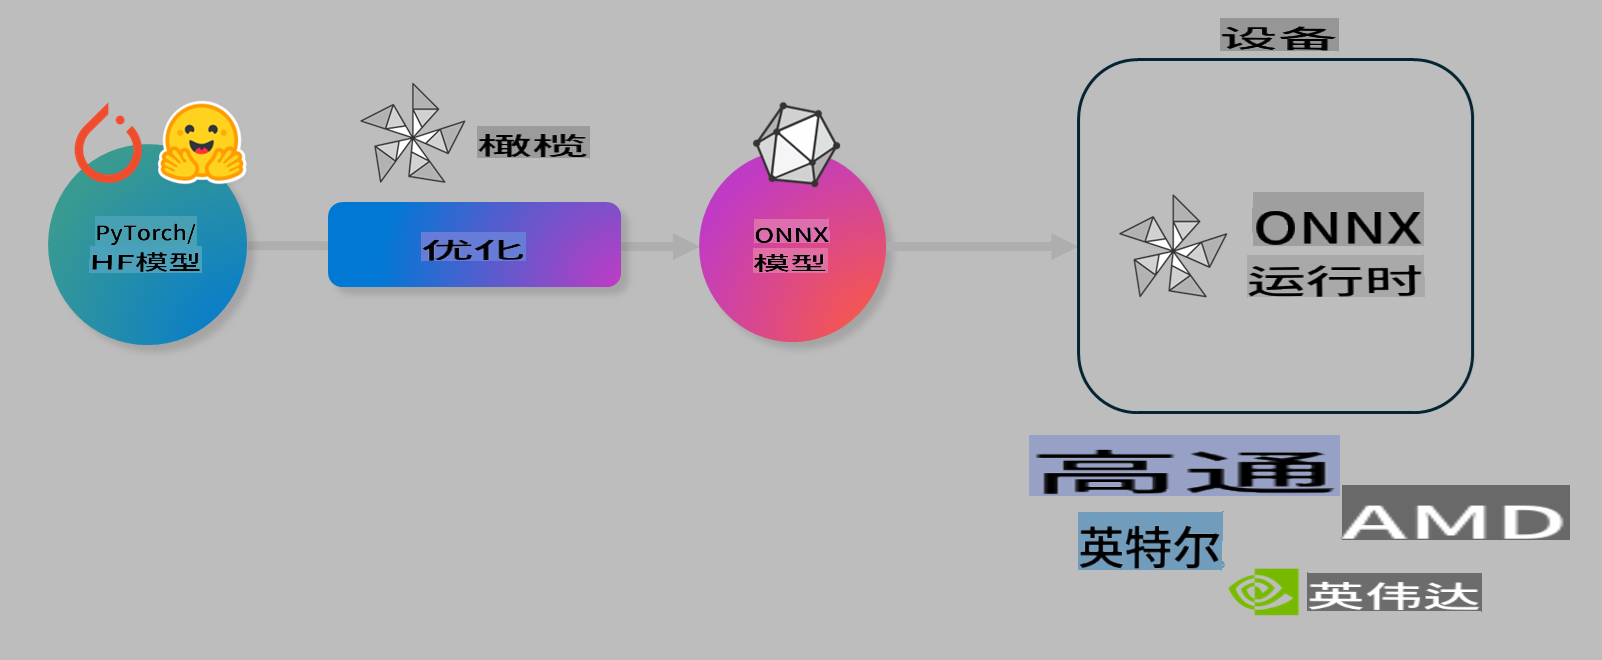 设备
橄榄
PyTorch/
HF模型
优化
ONNX
模型
ONNX
运行时
高通
AMD
英特尔
英伟达